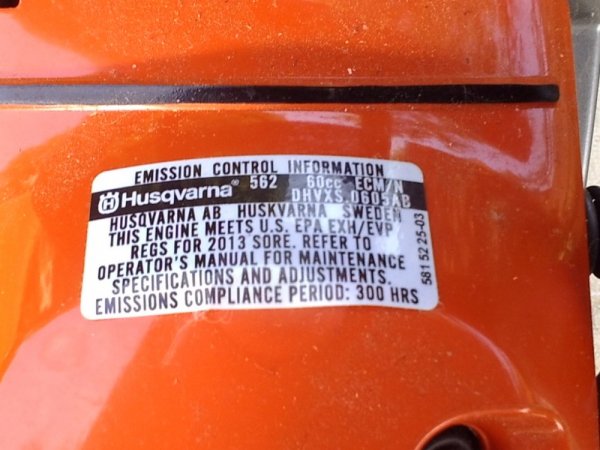 EMISSION CONTROL INFORMATION
Husqvarna® 562 60cc ECM/N
DHVXS.0605AB
HUSQVARNA AB HUSKVARNA SWEDEN
THIS ENGINE MEETS U.S. EPA EXH/EVP
REGS FOR 2013 SORE. REFER TO
OPERATOR'S MANUAL FOR MAINTENANCE
SPECIFICATIONS AND ADJUSTMENTS.
EMISSIONS COMPLIANCE PERIOD: 300 HRS
581 52 25-03